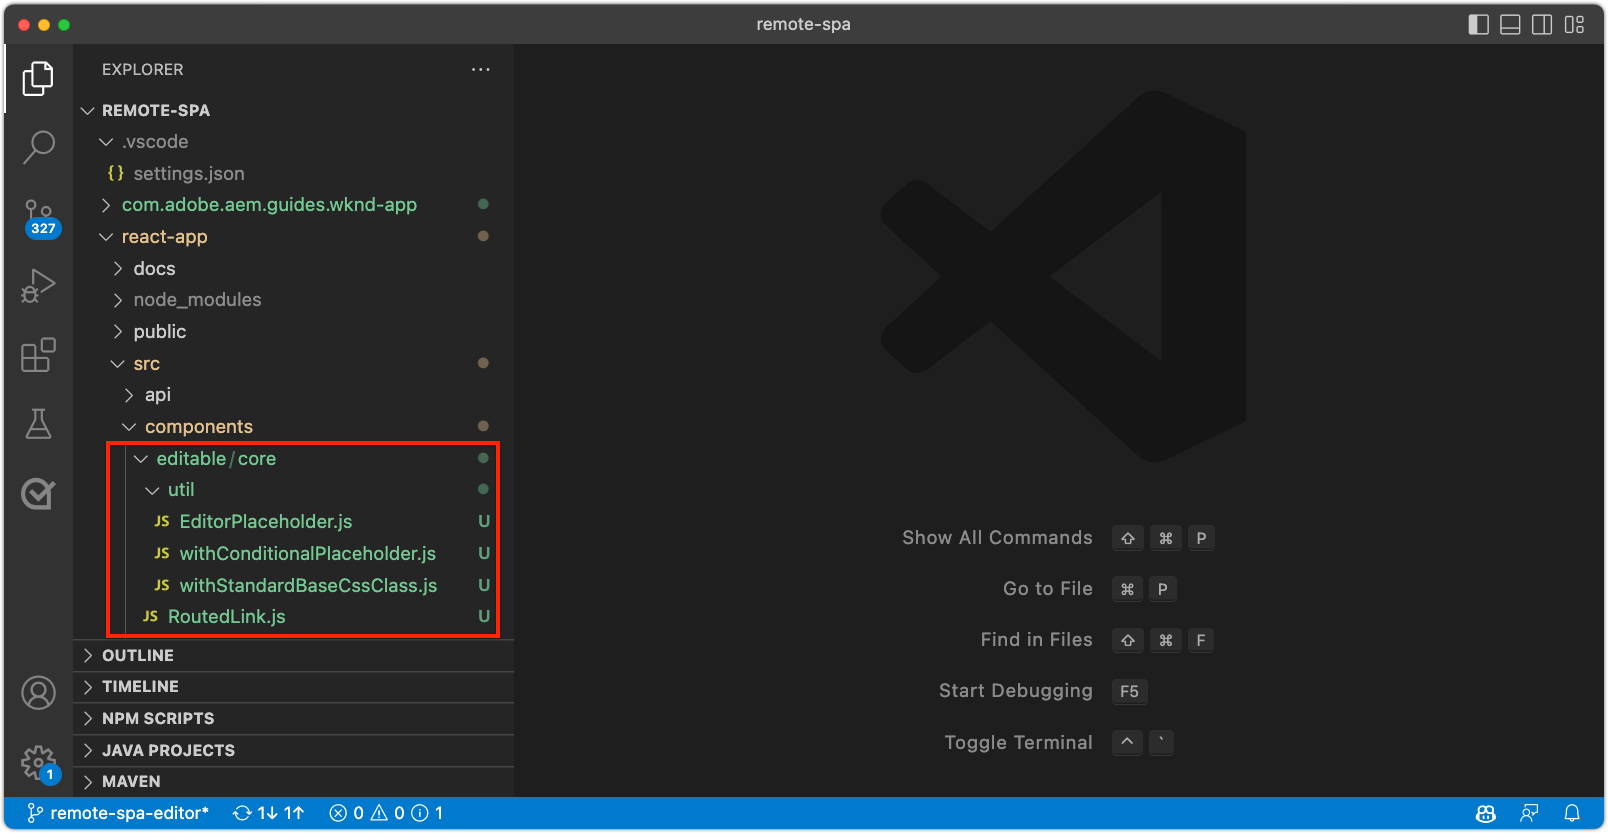 remote-spa
EXPLORER
REMOTE-SPA
.vscode
{} settings.json
com.adobe.aem.guides.wknd-app
react-app
docs
node_modules
public
src
api
components
editable/core
util
JS EditorPlaceholder.js U
JS withConditionalPlaceholder.js U
JS withStandardBaseCssClass.js U
JS RoutedLink.js U
OUTLINE
TIMELINE
NPM SCRIPTS
JAVA PROJECTS
MAVEN
327
1
Show All Commands ⇧ ⌘ P
Go to File ⌘ P
Find in Files ⇧ ⌘ F
Start Debugging F5
Toggle Terminal ^ `
remote-spa-editor* 1↓ 1↑ 0 0 1